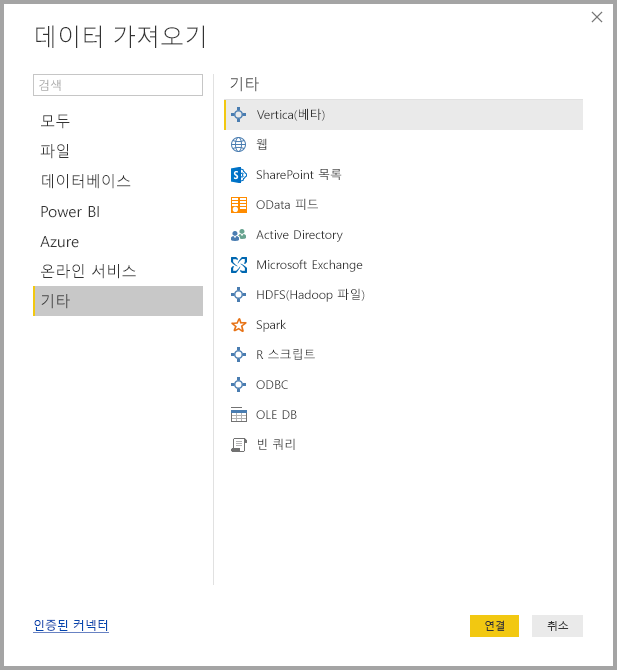 데이터 가져오기
검색
모두
파일
데이터베이스
Power BI
Azure
온라인 서비스
기타
기타
Vertica(베타)
웹
SharePoint 목록
OData 피드
Active Directory
Microsoft Exchange
HDFS(Hadoop 파일)
Spark
R 스크립트
ODBC
OLE DB
빈 쿼리
인증된 커넥터
연결
취소